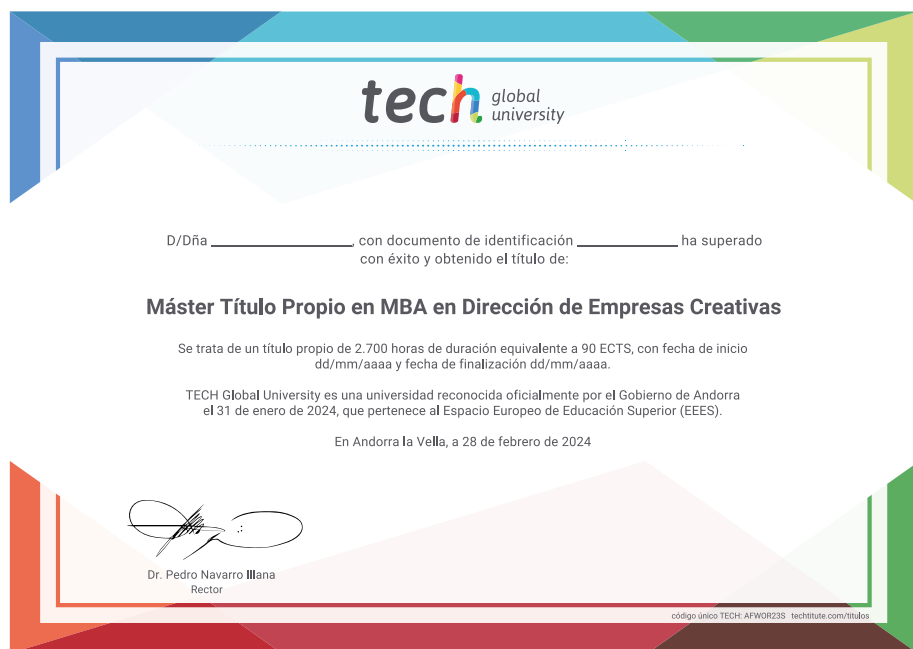 tech global university
D/Dña ________________, con documento de identificación ____________ ha superado
con éxito y obtenido el título de:
Máster Título Propio en MBA en Dirección de Empresas Creativas
Se trata de un título propio de 2.700 horas de duración equivalente a 90 ECTS, con fecha de inicio
dd/mm/aaaa y fecha de finalización dd/mm/aaaa.
TECH Global University es una universidad reconocida oficialmente por el Gobierno de Andorra
el 31 de enero de 2024, que pertenece al Espacio Europeo de Educación Superior (EEES).
En Andorra la Vella, a 28 de febrero de 2024
Dr. Pedro Navarro Illana
Rector
código único TECH: AFWOR23S techtitute.com/titulos